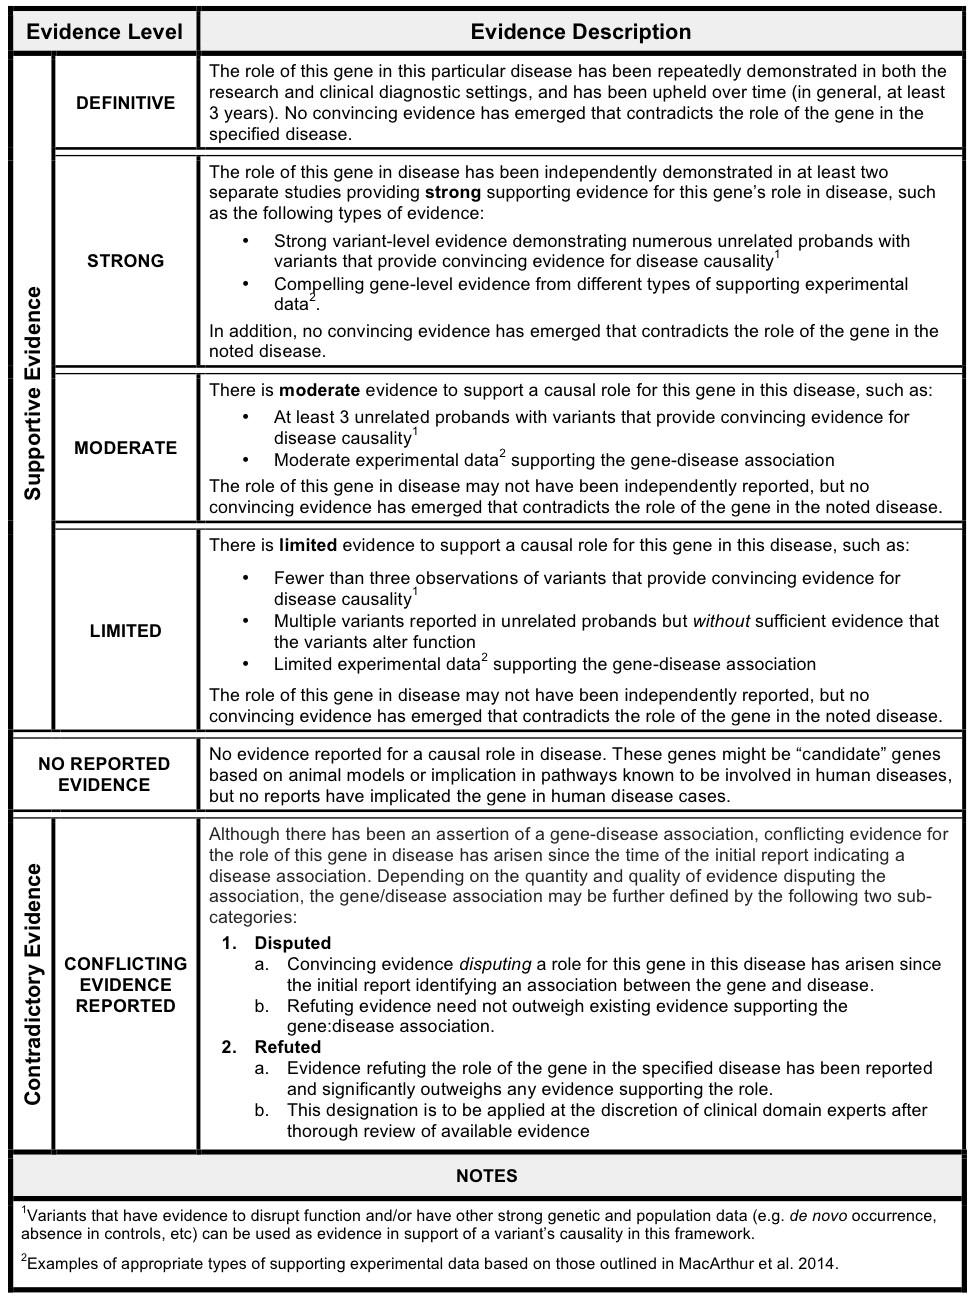 Evidence Level
Evidence Description
Supportive Evidence
DEFINITIVE
The role of this gene in this particular disease has been repeatedly demonstrated in both the
research and clinical diagnostic settings, and has been upheld over time (in general, at least
3 years). No convincing evidence has emerged that contradicts the role of the gene in the
specified disease.
STRONG
The role of this gene in disease has been independently demonstrated in at least two
separate studies providing strong supporting evidence for this gene's role in disease, such
as the following types of evidence:
• Strong variant-level evidence demonstrating numerous unrelated probands with
variants that provide convincing evidence for disease causality1
• Compelling gene-level evidence from different types of supporting experimental
data2.
In addition, no convincing evidence has emerged that contradicts the role of the gene in the
noted disease.
MODERATE
There is moderate evidence to support a causal role for this gene in this disease, such as:
• At least 3 unrelated probands with variants that provide convincing evidence for
disease causality1
• Moderate experimental data2 supporting the gene-disease association
The role of this gene in disease may not have been independently reported, but no
convincing evidence has emerged that contradicts the role of the gene in the noted disease.
LIMITED
There is limited evidence to support a causal role for this gene in this disease, such as:
• Fewer than three observations of variants that provide convincing evidence for
disease causality1
• Multiple variants reported in unrelated probands but without sufficient evidence that
the variants alter function
• Limited experimental data2 supporting the gene-disease association
The role of this gene in disease may not have been independently reported, but no
convincing evidence has emerged that contradicts the role of the gene in the noted disease.
NO REPORTED
EVIDENCE
No evidence reported for a causal role in disease. These genes might be “candidate” genes
based on animal models or implication in pathways known to be involved in human diseases,
but no reports have implicated the gene in human disease cases.
Contradictory Evidence
CONFLICTING
EVIDENCE
REPORTED
Although there has been an assertion of a gene-disease association, conflicting evidence for
the role of this gene in disease has arisen since the time of the initial report indicating a
disease association. Depending on the quantity and quality of evidence disputing the
association, the gene/disease association may be further defined by the following two sub-
categories:
1. Disputed
a. Convincing evidence disputing a role for this gene in this disease has arisen since
the initial report identifying an association between the gene and disease.
b. Refuting evidence need not outweigh existing evidence supporting the
gene:disease association.
2. Refuted
a. Evidence refuting the role of the gene in the specified disease has been reported
and significantly outweighs any evidence supporting the role.
b. This designation is to be applied at the discretion of clinical domain experts after
thorough review of available evidence
NOTES
1Variants that have evidence to disrupt function and/or have other strong genetic and population data (e.g. de novo occurrence,
absence in controls, etc) can be used as evidence in support of a variant's causality in this framework.
2Examples of appropriate types of supporting experimental data based on those outlined in MacArthur et al. 2014.